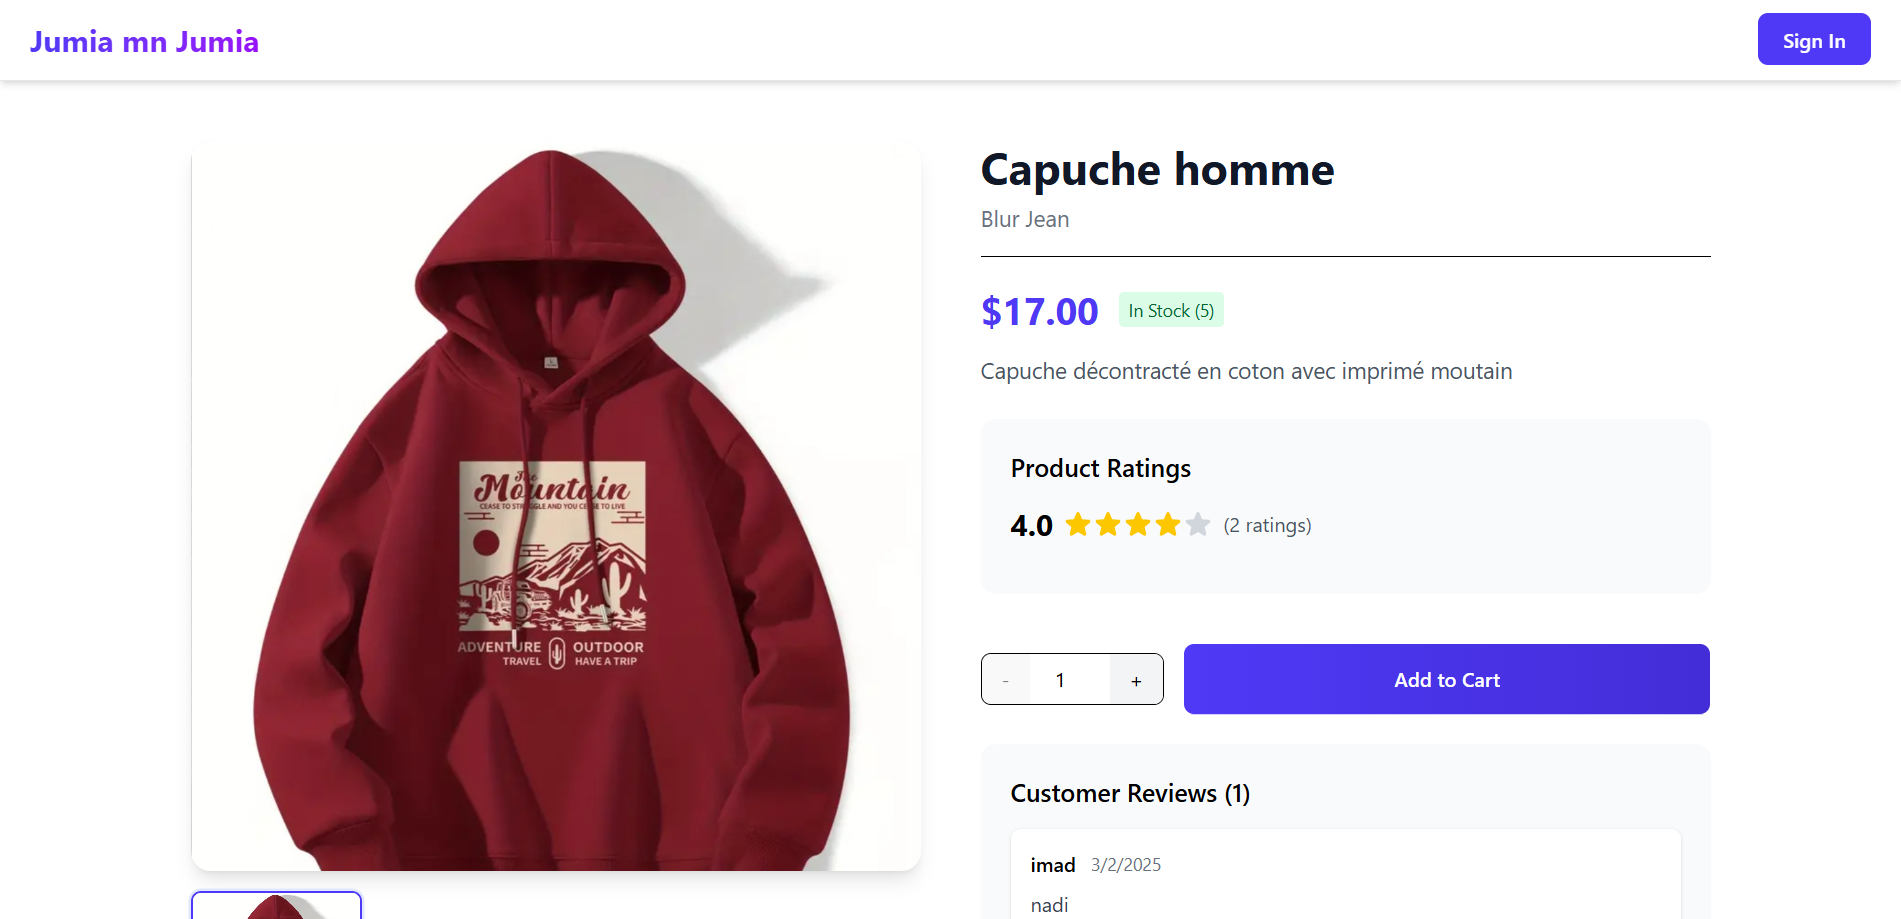 Jumia mn Jumia
Sign In
The
Mountain
CEASE TO STRUGGLE AND YOU CEASE TO LIVE
ADVENTURE OUTDOOR
TRAVEL HAVE A TRIP
Capuche homme
Blur Jean
$17.00 In Stock (5)
Capuche décontracté en coton avec imprimé moutain
Product Ratings
4.0 (2 ratings)
- 1 + Add to Cart
Customer Reviews (1)
imad 3/2/2025
nadi